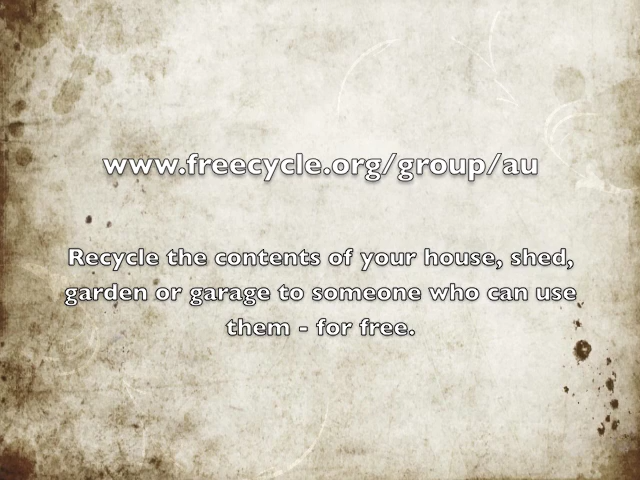 www.freecycle.org/group/au
Recycle the contents of your house, shed,
garden or garage to someone who can use
them - for free.